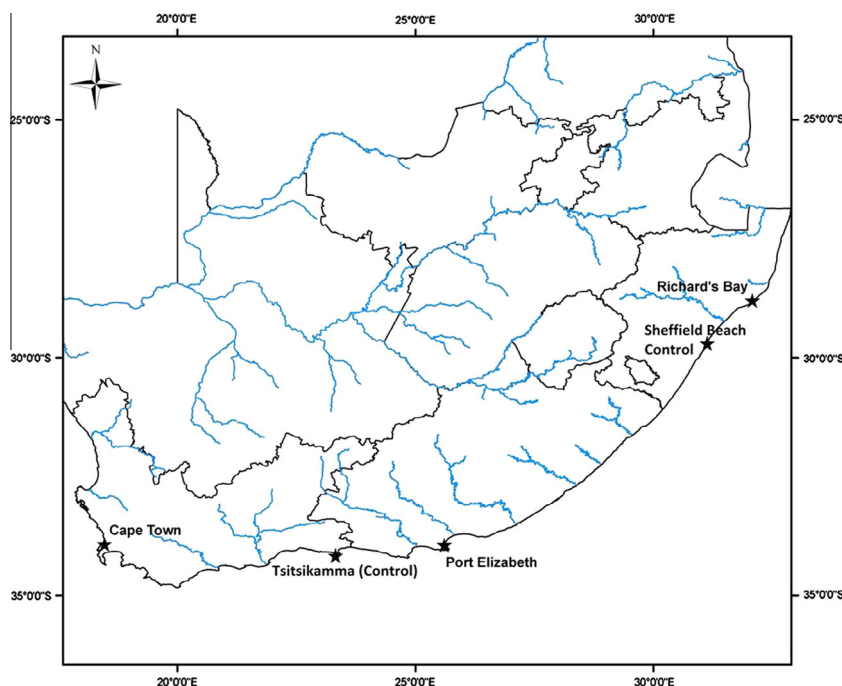 20°0'0"E 25°0'0"E 30°0'0"E
N
25°0'0"S 25°0'0"S
Richard's Bay
Sheffield Beach
Control
30°0'0"S 30°0'0"S
Cape Town
Tsitsikamma (Control)
Port Elizabeth
35°0'0"S 35°0'0"S
20°0'0"E 25°0'0"E 30°0'0"E